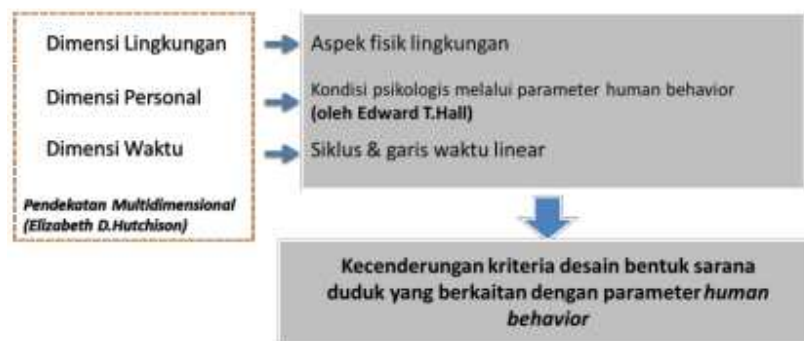 Dimensi Lingkungan
Aspek fisik lingkungan
Dimensi Personal
Kondisi psikologis melalui parameter human behavior
(oleh Edward T.Hall)
Dimensi Waktu
Siklus & garis waktu linear
Pendekatan Multidimensional
(Elizabeth D.Hutchison)
Kecenderungan kriteria desain bentuk sarana
duduk yang berkaitan dengan parameter human
behavior